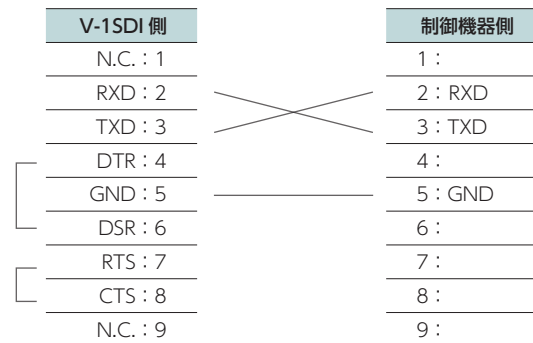 V-1SDI 側 制御機器側
N.C.：1 1：
RXD：2 2：RXD
TXD：3 3：TXD
DTR：4 4：
GND：5 5：GND
DSR：6 6：
RTS：7 7：
CTS：8 8：
N.C.：9 9：